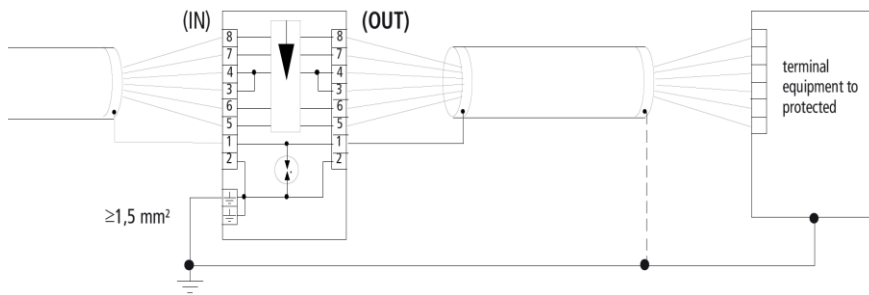 (IN) (OUT)
8 8
7 7
4 4
3 3
6 6
5 5
1 1
2 2
≥1,5 mm²
terminal
equipment to
protected